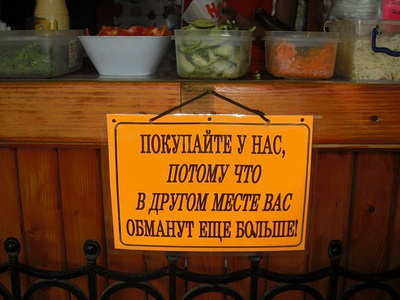 ПОКУПАЙТЕ У НАС,
ПОТОМУ ЧТО
В ДРУГОМ МЕСТЕ ВАС
ОБМАНУТ ЕЩЕ БОЛЬШЕ!